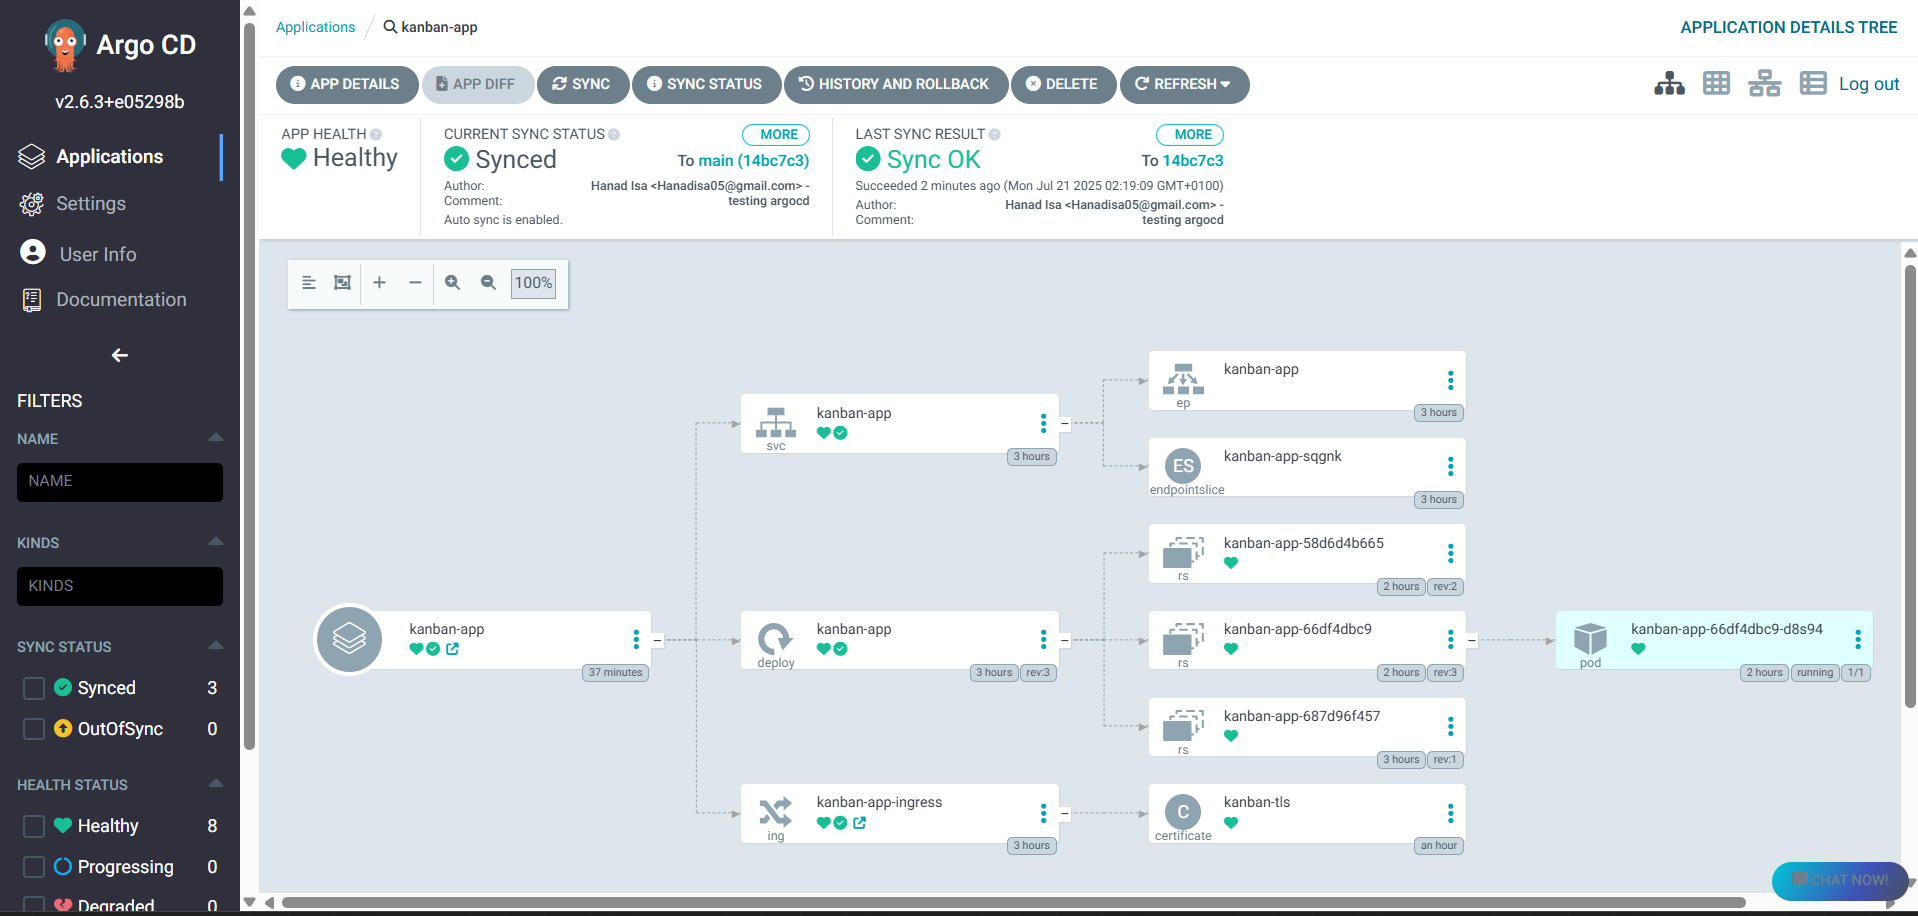 Argo CD
v2.6.3+e05298b
Applications
Settings
User Info
Documentation
FILTERS
NAME
NAME
KINDS
KINDS
SYNC STATUS
Synced 3
OutOfSync 0
HEALTH STATUS
Healthy 8
Progressing 0
Degraded 0
Applications / kanban-app
APPLICATION DETAILS TREE
APP DETAILS
APP DIFF
SYNC
SYNC STATUS
HISTORY AND ROLLBACK
DELETE
REFRESH
Log out
APP HEALTH
Healthy
CURRENT SYNC STATUS
MORE
Synced
To main (14bc7c3)
Author: Hanad Isa <Hanadisa05@gmail.com> -
Comment: testing argocd
Auto sync is enabled.
LAST SYNC RESULT
MORE
Sync OK
To 14bc7c3
Succeeded 2 minutes ago (Mon Jul 21 2025 02:19:09 GMT+0100)
Author: Hanad Isa <Hanadisa05@gmail.com> -
Comment: testing argocd
100%
kanban-app
37 minutes
kanban-app
svc
3 hours
kanban-app
deploy
3 hours
rev:3
kanban-app-ingress
ing
3 hours
kanban-app
ep
3 hours
ES
kanban-app-sqgnk
endpointslice
3 hours
kanban-app-58d6d4b665
rs
2 hours
rev:2
kanban-app-66df4dbc9
rs
2 hours
rev:3
kanban-app-687d96f457
rs
3 hours
rev:1
C
kanban-tls
certificate
an hour
kanban-app-66df4dbc9-d8s94
pod
2 hours
running
1/1
CHAT NOW!